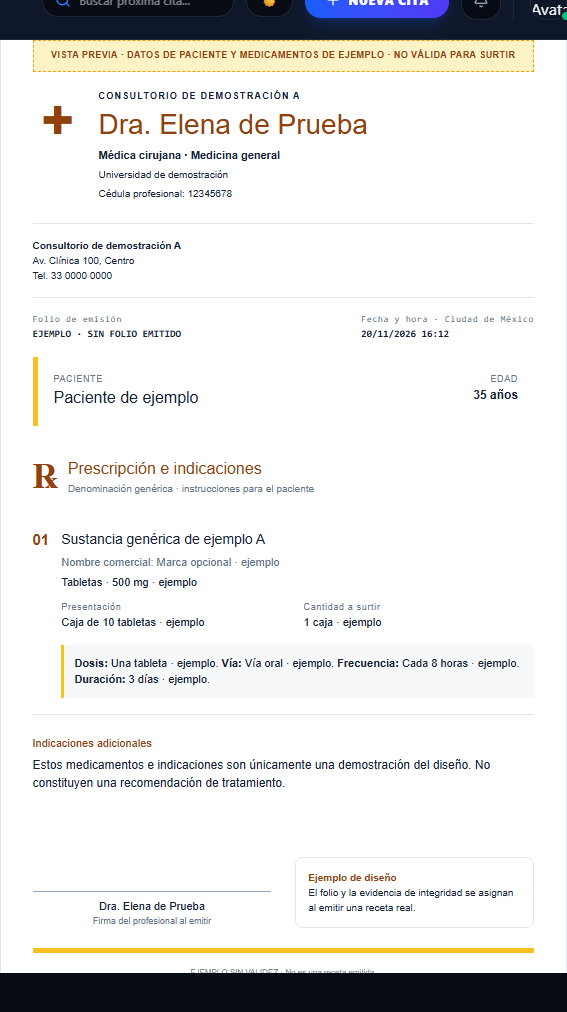 Buscar próxima cita...
NUEVA CITA
VISTA PREVIA · DATOS DE PACIENTE Y MEDICAMENTOS DE EJEMPLO · NO VÁLIDA PARA SURTIR
CONSULTORIO DE DEMOSTRACIÓN A
Dra. Elena de Prueba
Médica cirujana · Medicina general
Universidad de demostración
Cédula profesional: 12345678
Consultorio de demostración A
Av. Clínica 100, Centro
Tel. 33 0000 0000
Folio de emisión
EJEMPLO · SIN FOLIO EMITIDO
Fecha y hora · Ciudad de México
20/11/2026 16:12
PACIENTE
Paciente de ejemplo
EDAD
35 años
℞ Prescripción e indicaciones
Denominación genérica · instrucciones para el paciente
01 Sustancia genérica de ejemplo A
Nombre comercial: Marca opcional · ejemplo
Tabletas · 500 mg · ejemplo
Presentación
Caja de 10 tabletas · ejemplo
Cantidad a surtir
1 caja · ejemplo
Dosis: Una tableta · ejemplo. Vía: Vía oral · ejemplo. Frecuencia: Cada 8 horas · ejemplo.
Duración: 3 días · ejemplo.
Indicaciones adicionales
Estos medicamentos e indicaciones son únicamente una demostración del diseño. No
constituyen una recomendación de tratamiento.
Dra. Elena de Prueba
Firma del profesional al emitir
Ejemplo de diseño
El folio y la evidencia de integridad se asignan
al emitir una receta real.
EJEMPLO SIN VALIDEZ · No es una receta emitida